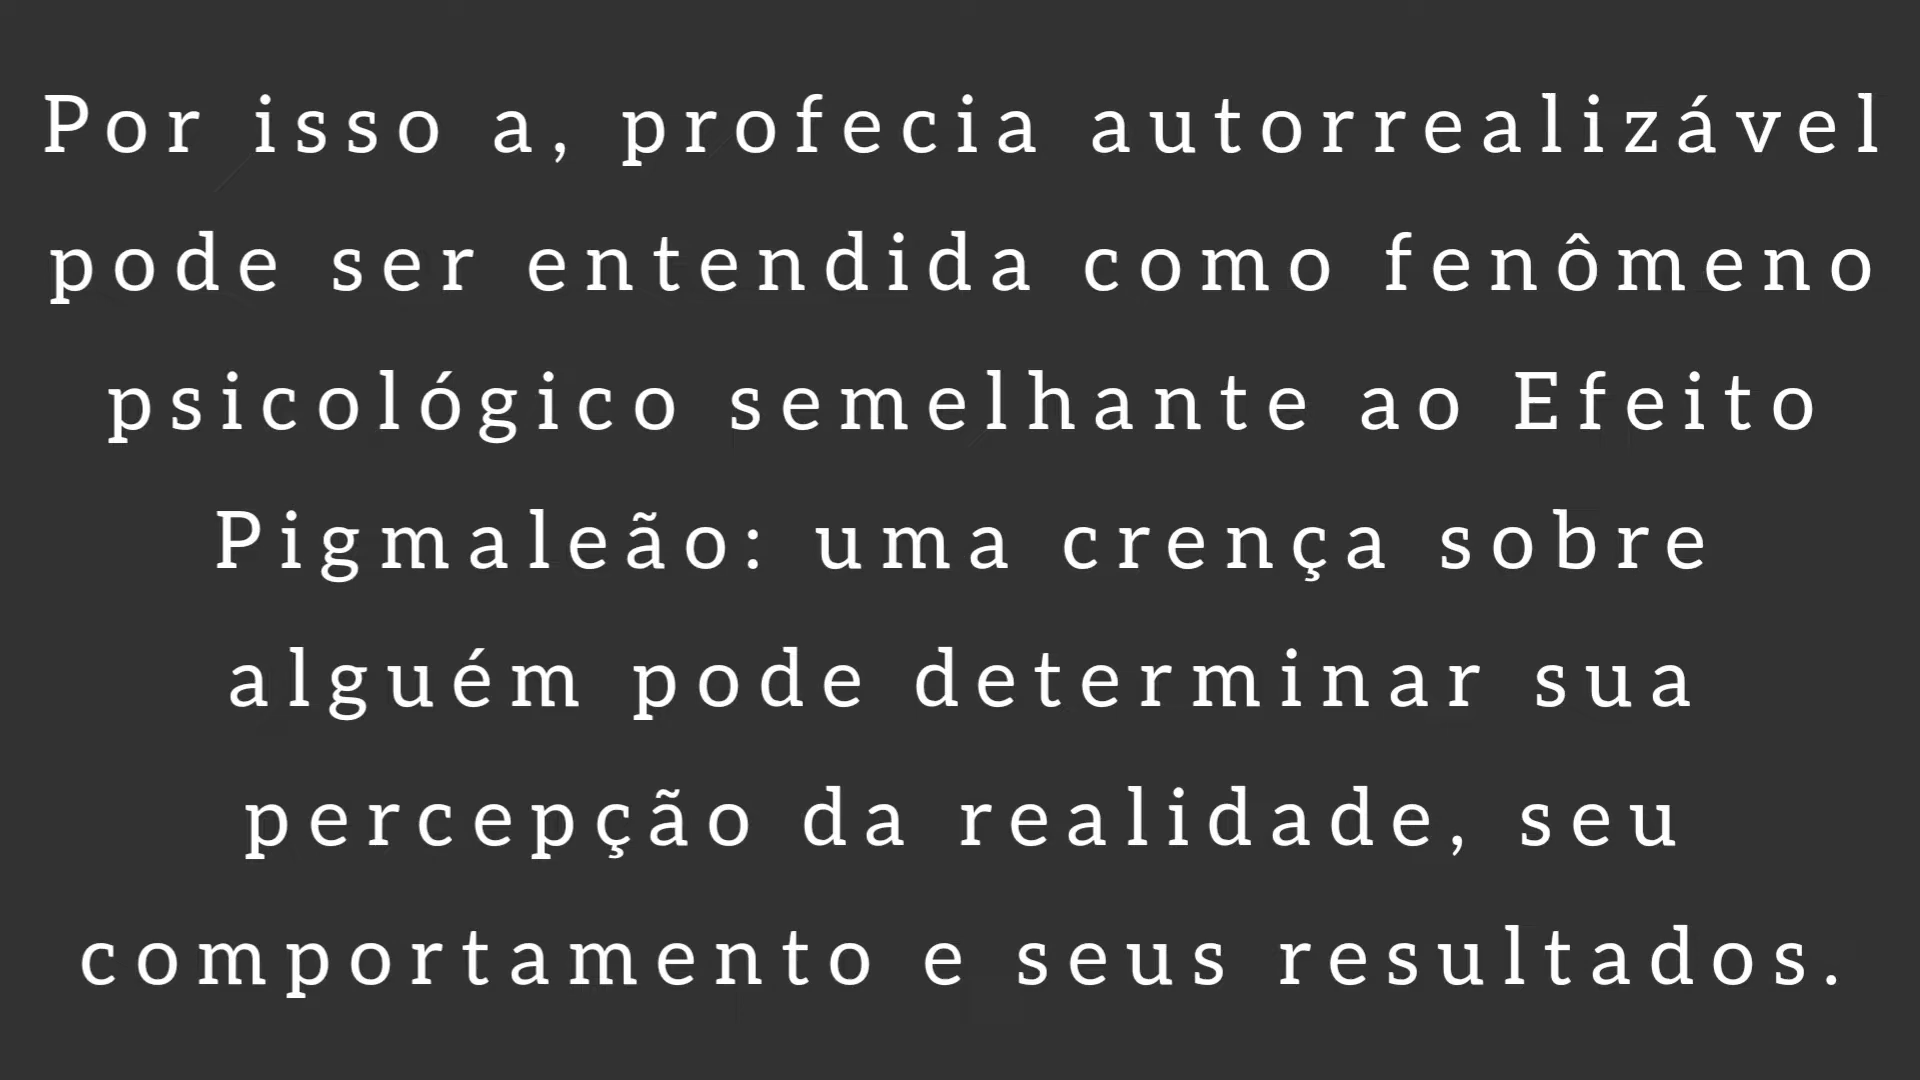 Por isso a, profecia autorrealizável
pode ser entendida como fenômeno
psicológico semelhante ao Efeito
Pigmaleão: uma crença sobre
alguém pode determinar sua
percepção da realidade, seu
comportamento e seus resultados.